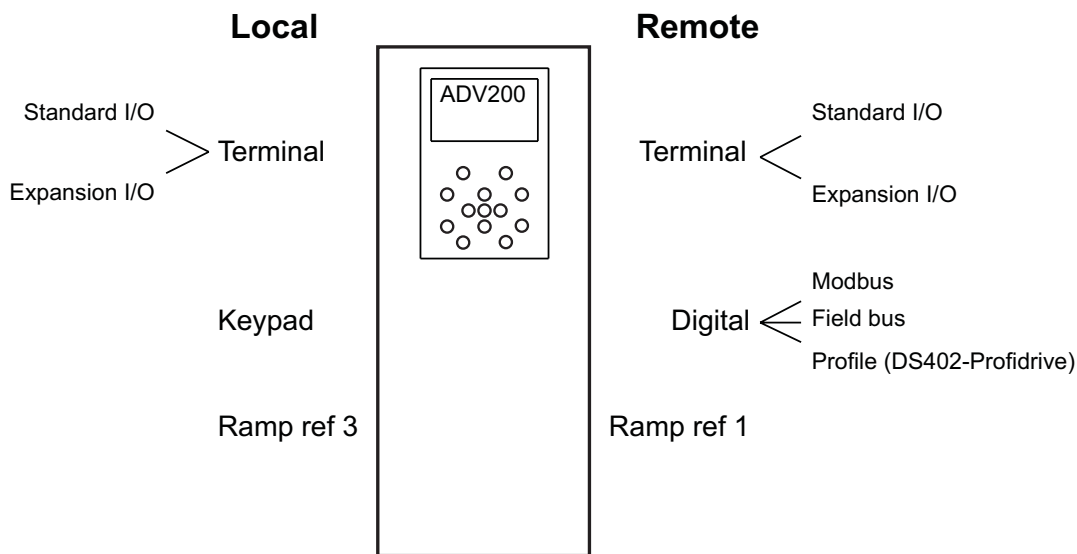 Local
Remote
ADV200
Standard I/O
Terminal
Expansion I/O
Terminal
Standard I/O
Expansion I/O
Keypad
Digital
Modbus
Field bus
Profile (DS402-Profidrive)
Ramp ref 3
Ramp ref 1